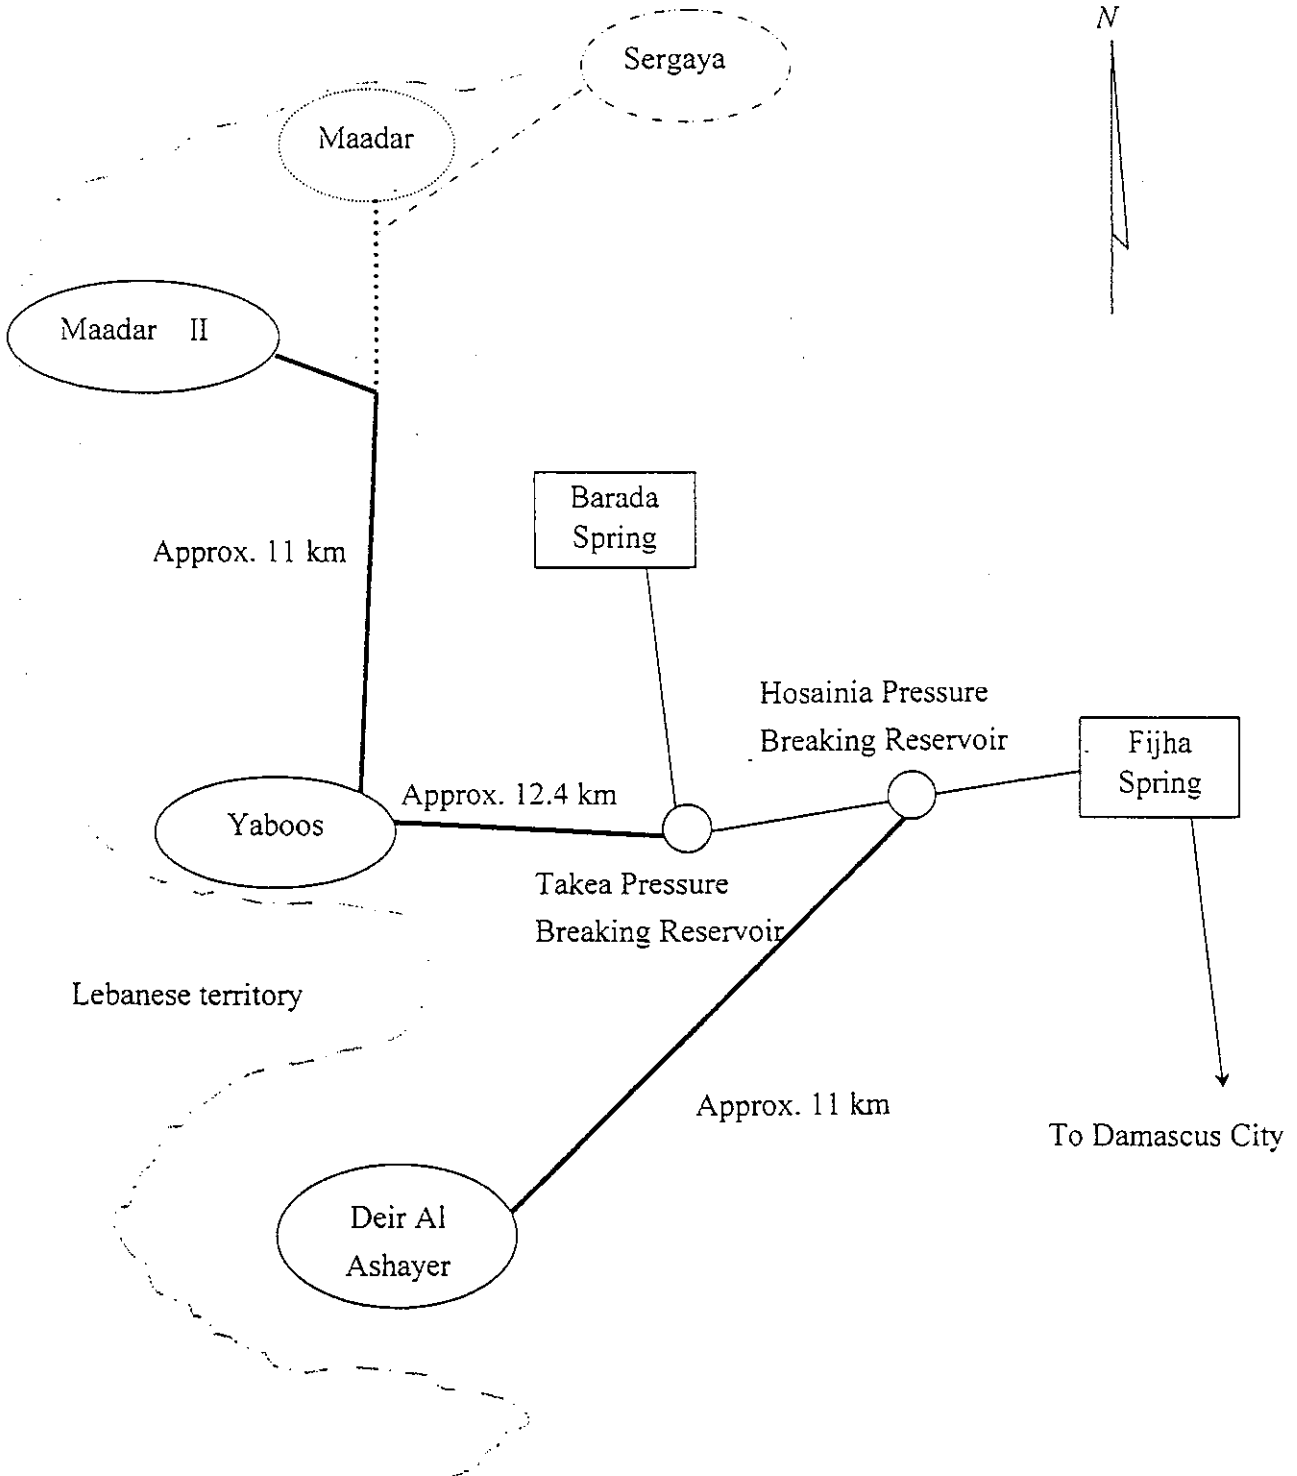 N
Sergaya
Maadar
Maadar II
Barada
Spring
Approx. 11 km
Hosainia Pressure
Breaking Reservoir
Fijha
Spring
Approx. 12.4 km
Yaboos
Takea Pressure
Breaking Reservoir
Lebanese territory
Approx. 11 km
To Damascus City
Deir Al
Ashayer